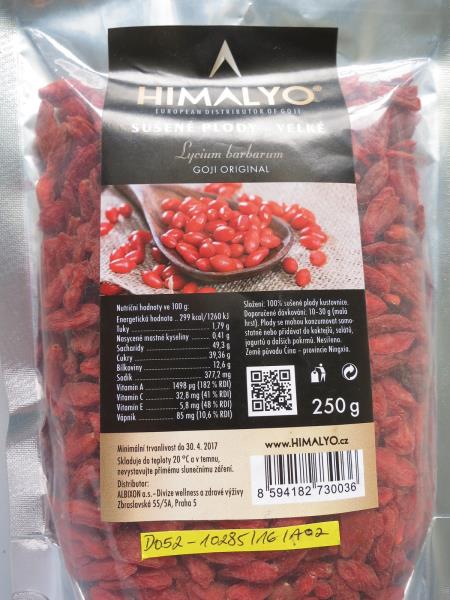 HIMALYO®
EUROPEAN DISTRIBUTOR OF GOJI
SUŠENÉ PLODY - VELKÉ
Lycium barbarum
GOJI ORIGINAL
Nutriční hodnoty ve 100 g:
Energetická hodnota .. 299 kcal/1260 kJ
Tuky 1,79 g
Nasycené mastné kyseliny 0,41 g
Sacharidy 49,3 g
Cukry 39,36 g
Bílkoviny 12,6 g
Sodík 377,2 mg
Vitamin A 1498 µg (182 % RDI)
Vitamin C 32,8 mg (41 % RDI)
Vitamin E 5,8 mg (48 % RDI)
Vápník 85 mg (10,6 % RDI)
Složení: 100% sušené plody kustovnice.
Doporučené dávkování: 10-30 g (malá
hrst). Plody se mohou konzumovat samo-
statně nebo přidávat do koktejlů, salátů,
jogurtů a dalších pokrmů. Nesířeno.
Země původu Čína - provincie Ningxia.
250 g
Minimální trvanlivost do 30. 4. 2017
Skladujte do teploty 20 °C a v temnu,
nevystavujte přímému slunečnímu záření.
Distributor:
ALBIXON a.s. - Divize wellness a zdravé výživy
Zbraslavská 55/5A, Praha 5
www.HIMALYO.cz
8 594182 730036
D052-10285/16/A02